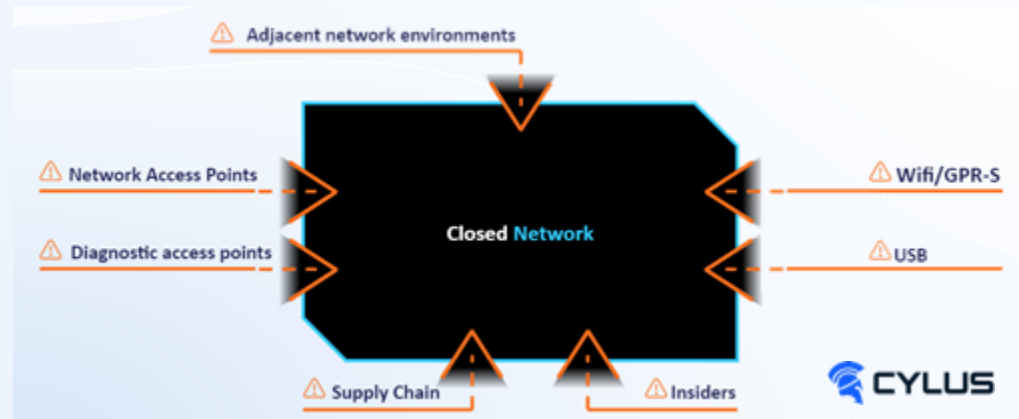 Adjacent network environments
Network Access Points
Wifi/GPR-S
Closed Network
Diagnostic access points
USB
Supply Chain
Insiders
CYLUS